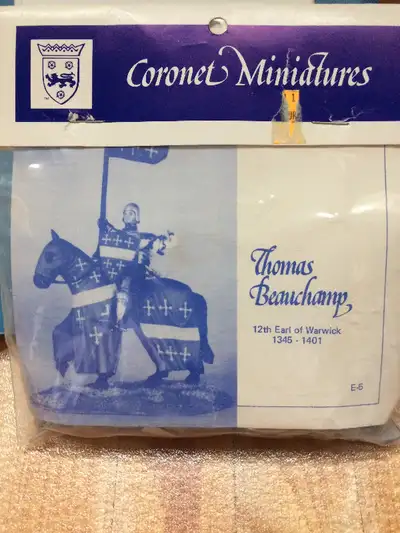 Coronet Miniatures
Thomas
Beauchamp
12th Earl of Warwick
1345 - 1401
E-6